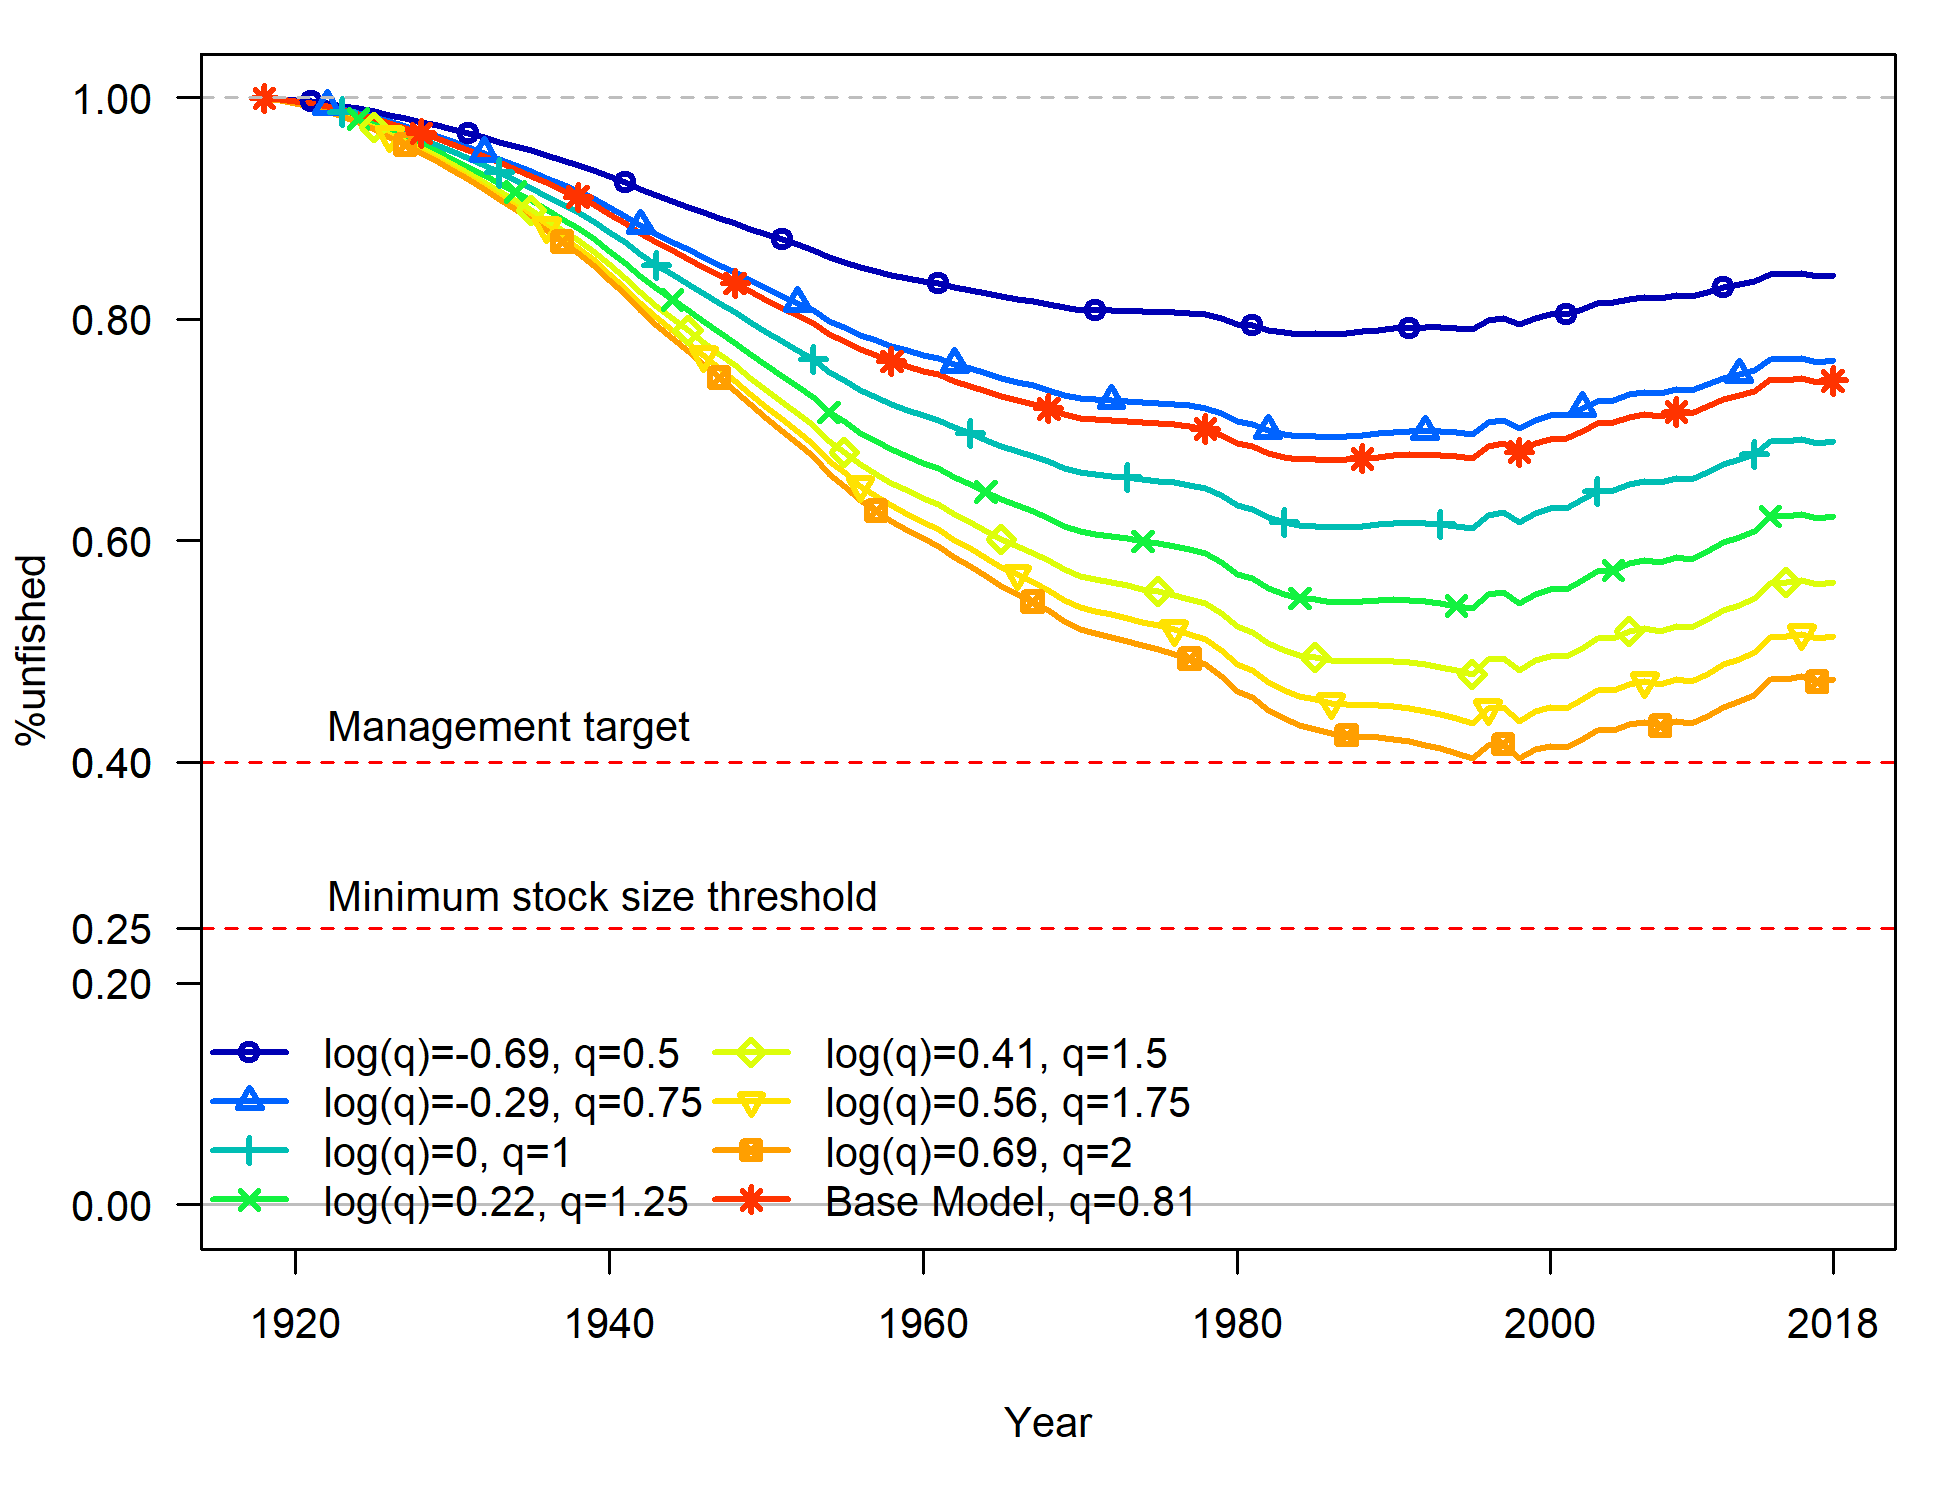 1.00
0.80
0.60
0.40
0.25
0.20
0.00
%unfished
Management target
Minimum stock size threshold
log(q)=-0.69, q=0.5
log(q)=-0.29, q=0.75
log(q)=0, q=1
log(q)=0.22, q=1.25
log(q)=0.41, q=1.5
log(q)=0.56, q=1.75
log(q)=0.69, q=2
Base Model, q=0.81
1920
1940
1960
1980
2000
2018
Year